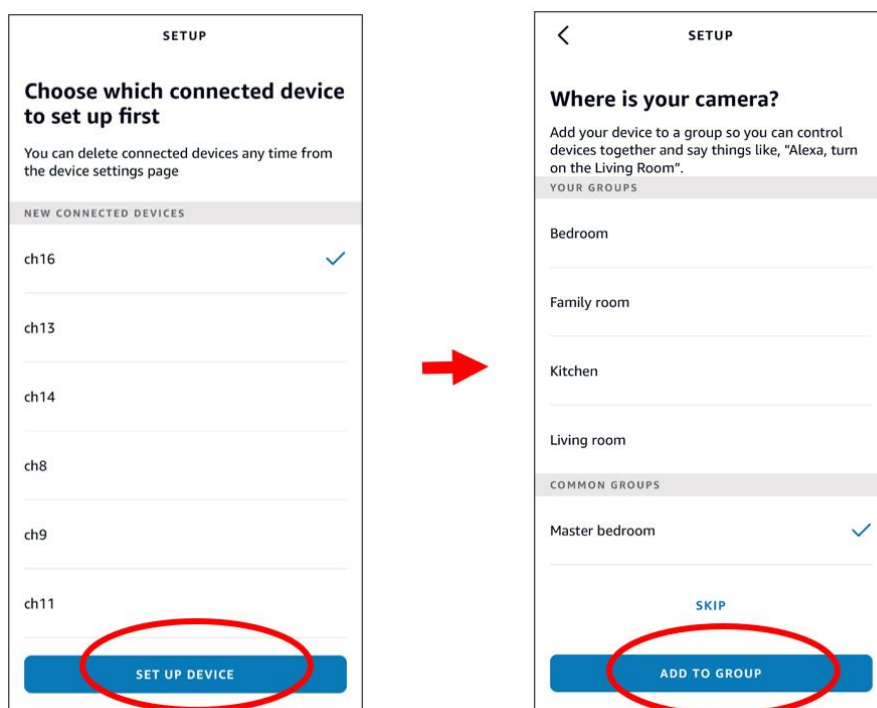 SETUP
Choose which connected device
to set up first
You can delete connected devices any time from
the device settings page
NEW CONNECTED DEVICES
ch16
ch13
ch14
ch8
ch9
ch11
SET UP DEVICE
SETUP
Where is your camera?
Add your device to a group so you can control
devices together and say things like, "Alexa, turn
on the Living Room".
YOUR GROUPS
Bedroom
Family room
Kitchen
Living room
COMMON GROUPS
Master bedroom
SKIP
ADD TO GROUP